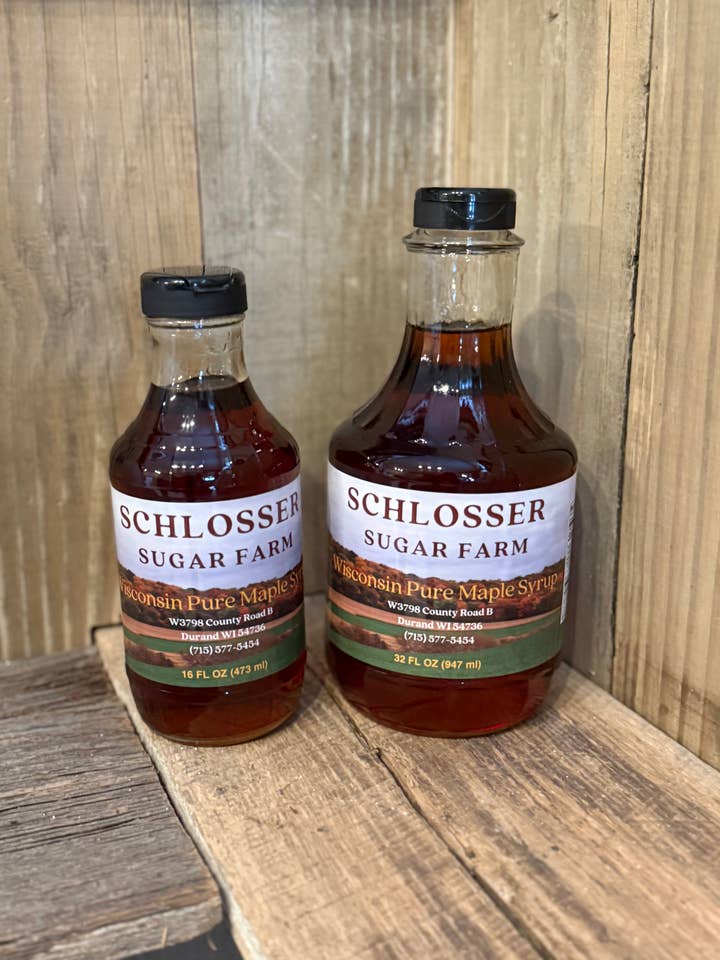 SCHLOSSER
SUGAR FARM
Wisconsin Pure Maple
W3798 County Road B
Durand WI 54736
(715) 577-5454
16 FL OZ (473 ml)
SCHLOSSER
SUGAR FARM
Wisconsin Pure Maple Syrup
W3798 County Road B
Durand WI 54736
(715) 577-5454
32 FL OZ (947 ml)